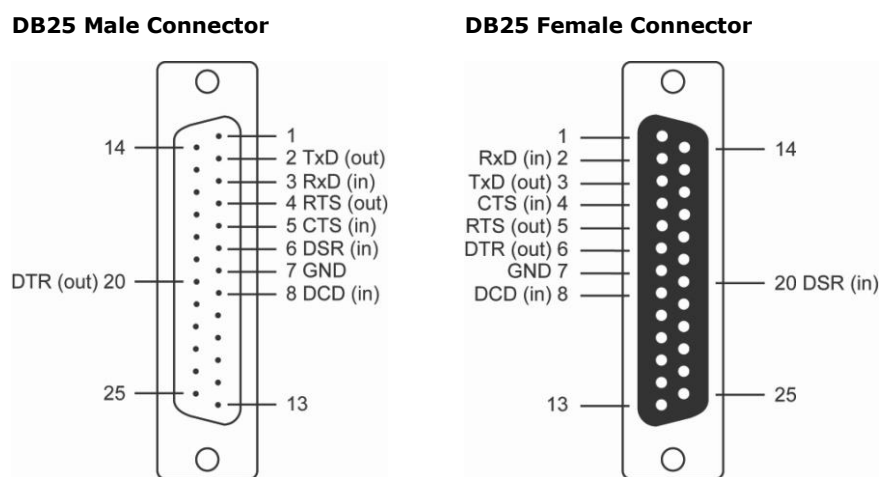 DB25 Male Connector
14
DTR (out) 20
25
1
2 TxD (out)
3 RxD (in)
4 RTS (out)
5 CTS (in)
6 DSR (in)
7 GND
8 DCD (in)
13
DB25 Female Connector
1
RxD (in) 2
TxD (out) 3
CTS (in) 4
RTS (out) 5
DTR (out) 6
GND 7
DCD (in) 8
13
14
20 DSR (in)
25